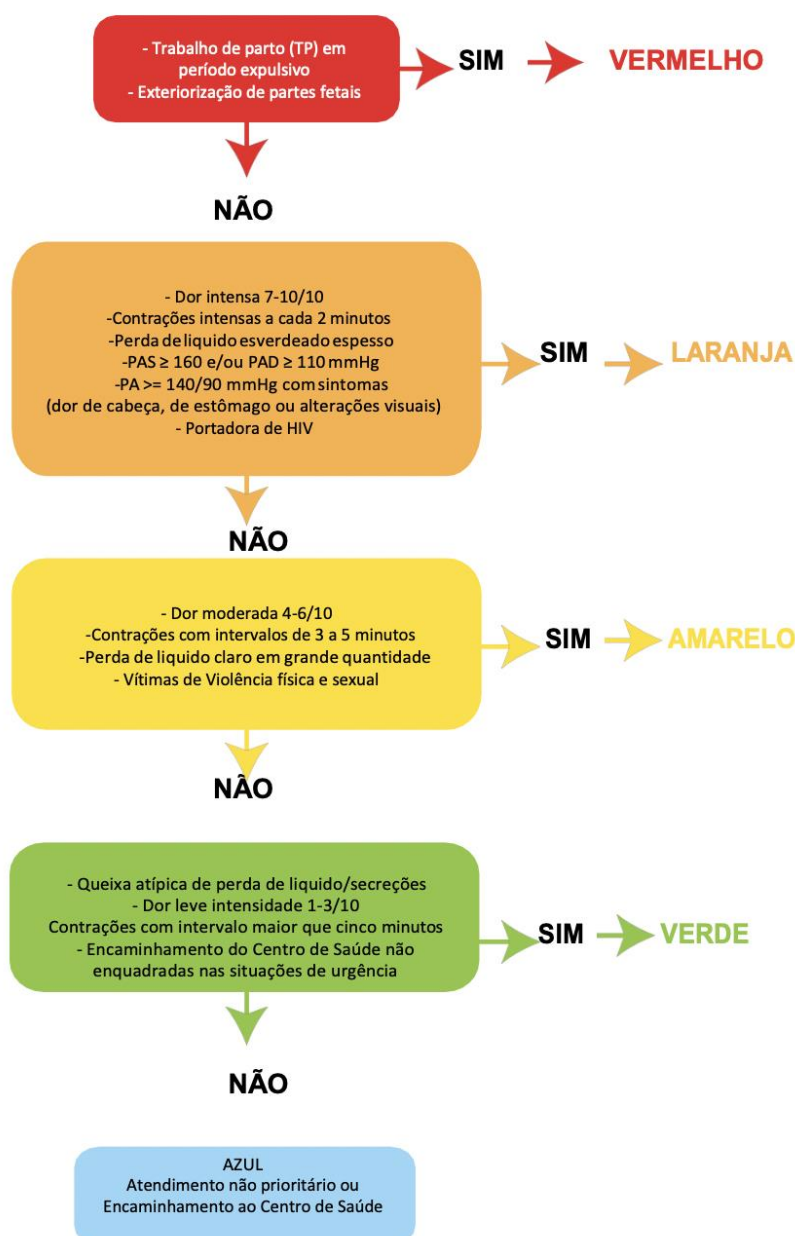 - Trabalho de parto (TP) em
período expulsivo
- Exteriorização de partes fetais
SIM
VERMELHO
NÃO
- Dor intensa 7-10/10
-Contrações intensas a cada 2 minutos
-Perda de liquido esverdeado espesso
-PAS ≥ 160 e/ou PAD ≥ 110 mmHg
-PA >= 140/90 mmHg com sintomas
(dor de cabeça, de estômago ou alterações visuais)
- Portadora de HIV
SIM
LARANJA
NÃO
- Dor moderada 4-6/10
-Contrações com intervalos de 3 a 5 minutos
-Perda de liquido claro em grande quantidade
- Vítimas de Violência física e sexual
SIM
AMARELO
NÃO
- Queixa atípica de perda de liquido/secreções
- Dor leve intensidade 1-3/10
Contrações com intervalo maior que cinco minutos
- Encaminhamento do Centro de Saúde não
enquadradas nas situações de urgência
SIM
VERDE
NÃO
AZUL
Atendimento não prioritário ou
Encaminhamento ao Centro de Saúde